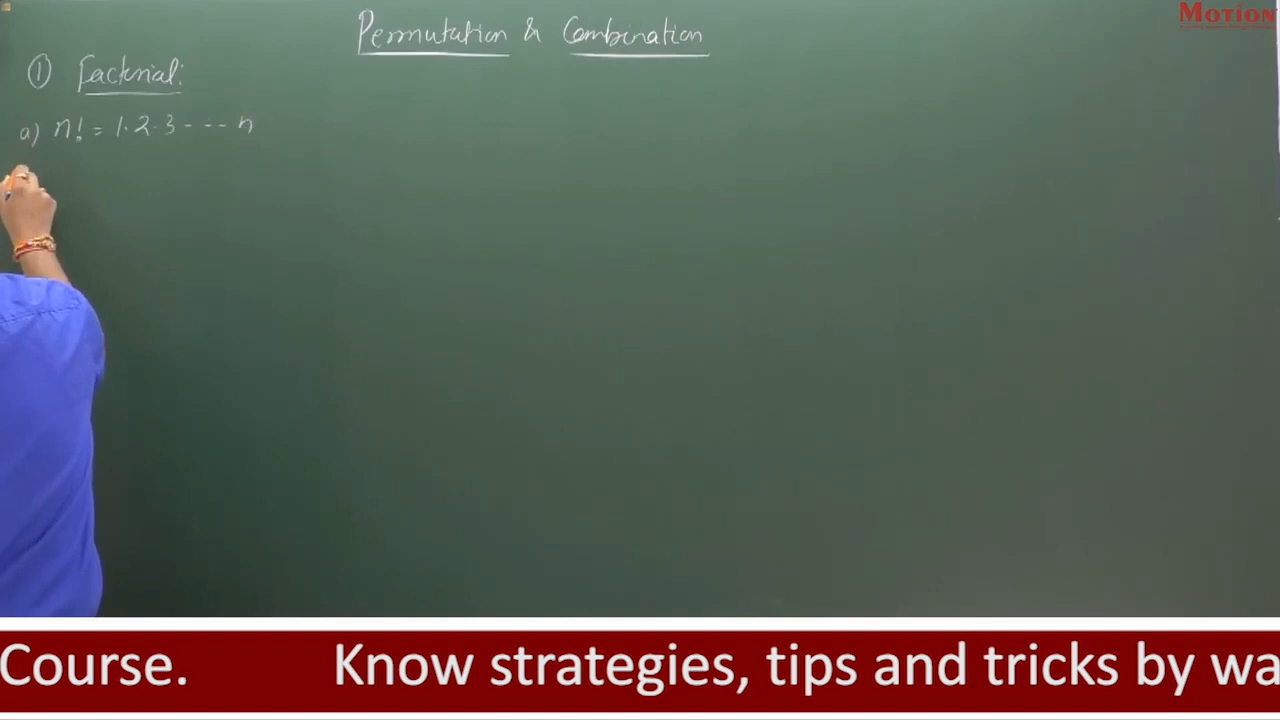 Permutation & Combination
MOTION
① Factorial:
a) n! = 1·2·3 - - - - n
Course. Know strategies, tips and tricks by wa